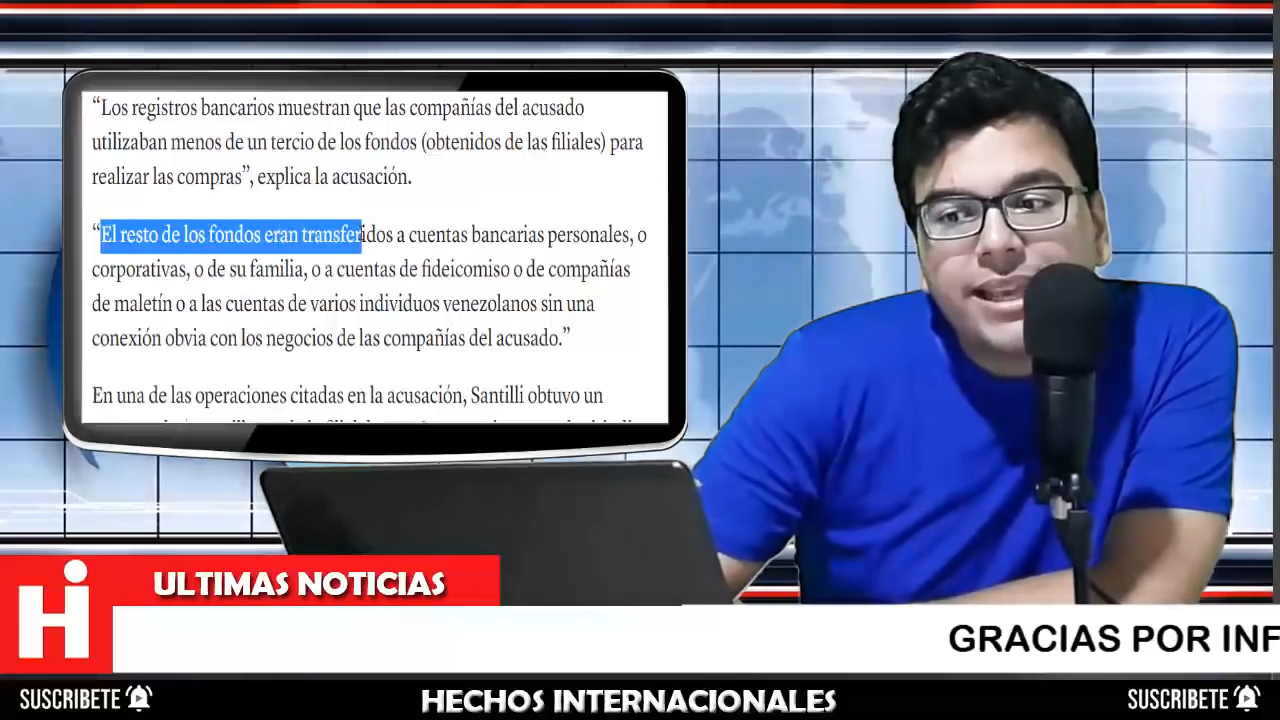 “Los registros bancarios muestran que las compañías del acusado
utilizaban menos de un tercio de los fondos (obtenidos de las filiales) para
realizar las compras”, explica la acusación.
“El resto de los fondos eran transferidos a cuentas bancarias personales, o
corporativas, o de su familia, o a cuentas de fideicomiso o de compañías
de maletín o a las cuentas de varios individuos venezolanos sin una
conexión obvia con los negocios de las compañías del acusado.”
En una de las operaciones citadas en la acusación, Santilli obtuvo un
Hi
ULTIMAS NOTICIAS
GRACIAS POR INF
SUSCRIBETE
HECHOS INTERNACIONALES
SUSCRIBETE